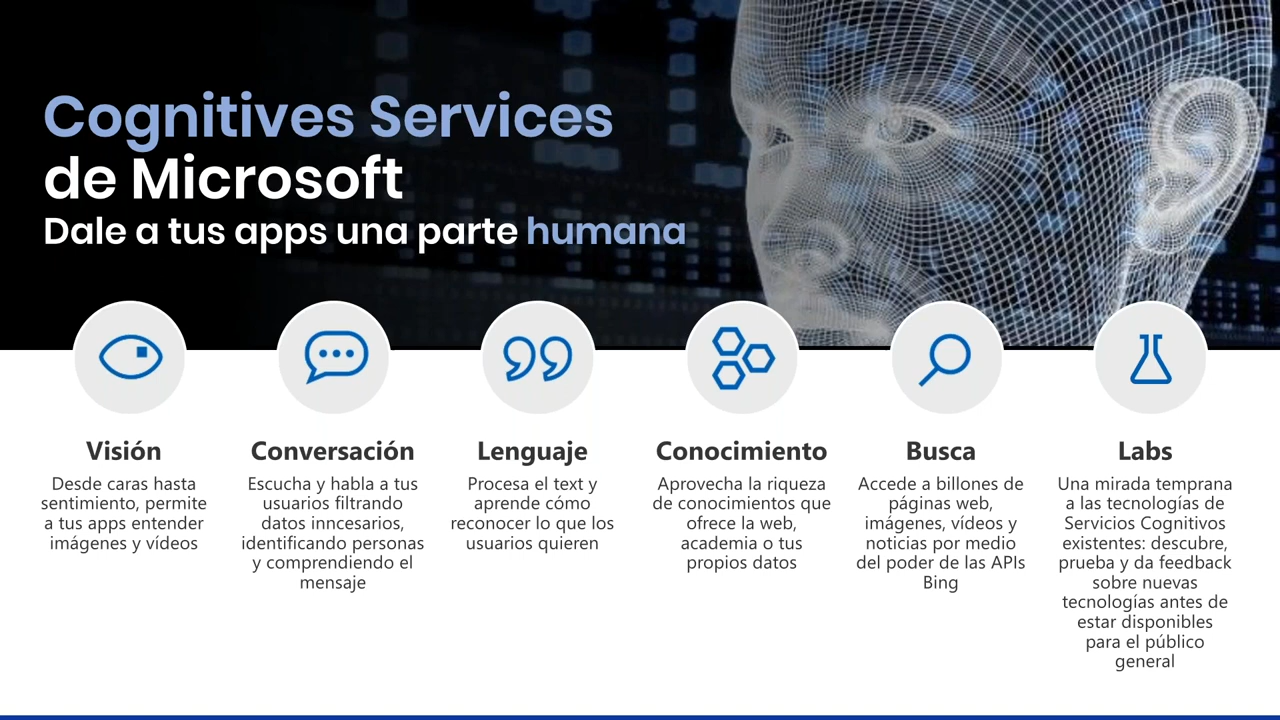 Cognitives Services
de Microsoft
Dale a tus apps una parte humana
Visión
Desde caras hasta
sentimiento, permite
a tus apps entender
imágenes y vídeos
Conversación
Escucha y habla a tus
usuarios filtrando
datos inncesarios,
identificando personas
y comprendiendo el
mensaje
Lenguaje
Procesa el text y
aprende cómo
reconocer lo que los
usuarios quieren
Conocimiento
Aprovecha la riqueza
de conocimientos que
ofrece la web,
academia o tus
propios datos
Busca
Accede a billones de
páginas web,
imágenes, vídeos y
noticias por medio
del poder de las APIs
Bing
Labs
Una mirada temprana
a las tecnologías de
Servicios Cognitivos
existentes: descubre,
prueba y da feedback
sobre nuevas
tecnologías antes de
estar disponibles
para el público
general